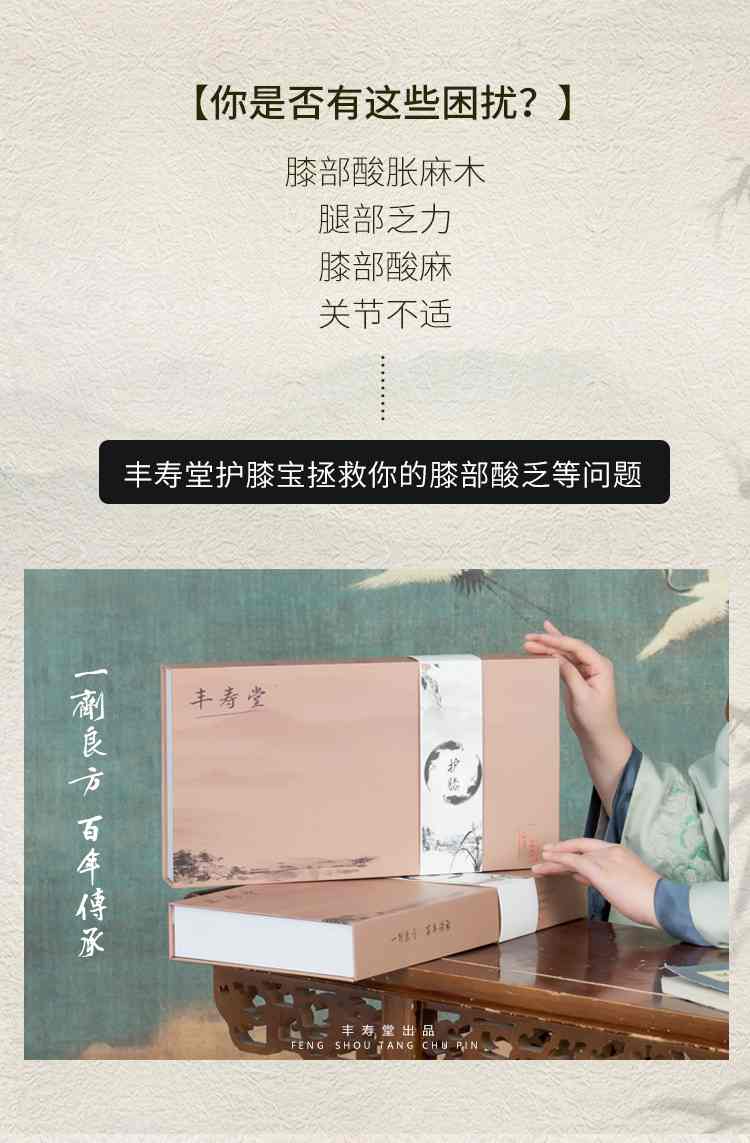 【你是否有这些困扰?】
膝部酸胀麻木
腿部乏力
膝部酸麻
关节不适
丰寿堂护膝宝拯救你的膝部酸乏等问题
一劑良方 百年傳承
丰寿堂
护膝
一剂良方 百年传承
丰寿堂出品
FENG SHOU TANG CHU PIN